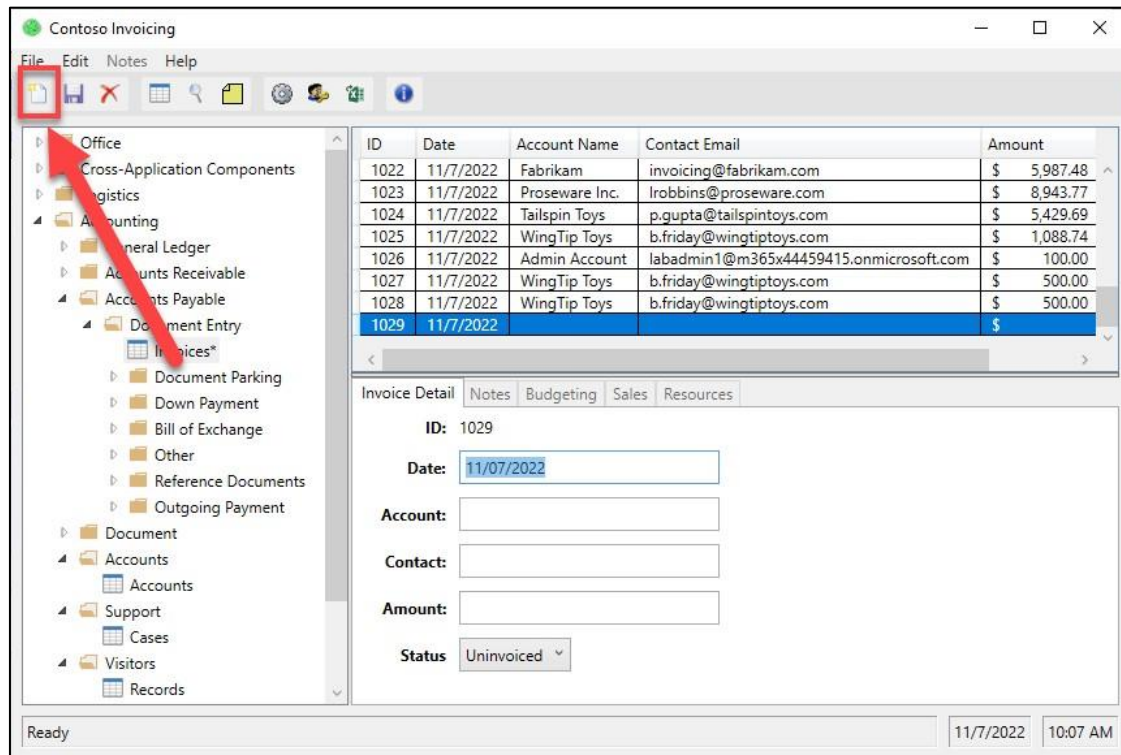 Contoso Invoicing
File Edit Notes Help
Office
Cross-Application Components
Accounting
General Ledger
Accounts Receivable
Accounts Payable
Document Entry
Invoices*
Document Parking
Down Payment
Bill of Exchange
Other
Reference Documents
Outgoing Payment
Document
Accounts
Accounts
Support
Cases
Visitors
Records
ID Date Account Name Contact Email Amount
1022 11/7/2022 Fabrikam invoicing@fabrikam.com $ 5,987.48
1023 11/7/2022 Proseware Inc. lrobbins@proseware.com $ 8,943.77
1024 11/7/2022 Tailspin Toys p.gupta@tailspintoys.com $ 5,429.69
1025 11/7/2022 WingTip Toys b.friday@wingtiptoys.com $ 1,088.74
1026 11/7/2022 Admin Account labadmin1@m365x44459415.onmicrosoft.com $ 100.00
1027 11/7/2022 WingTip Toys b.friday@wingtiptoys.com $ 500.00
1028 11/7/2022 WingTip Toys b.friday@wingtiptoys.com $ 500.00
1029 11/7/2022 $
Invoice Detail Notes Budgeting Sales Resources
ID: 1029
Date: 11/07/2022
Account:
Contact:
Amount:
Status Uninvoiced
Ready 11/7/2022 10:07 AM